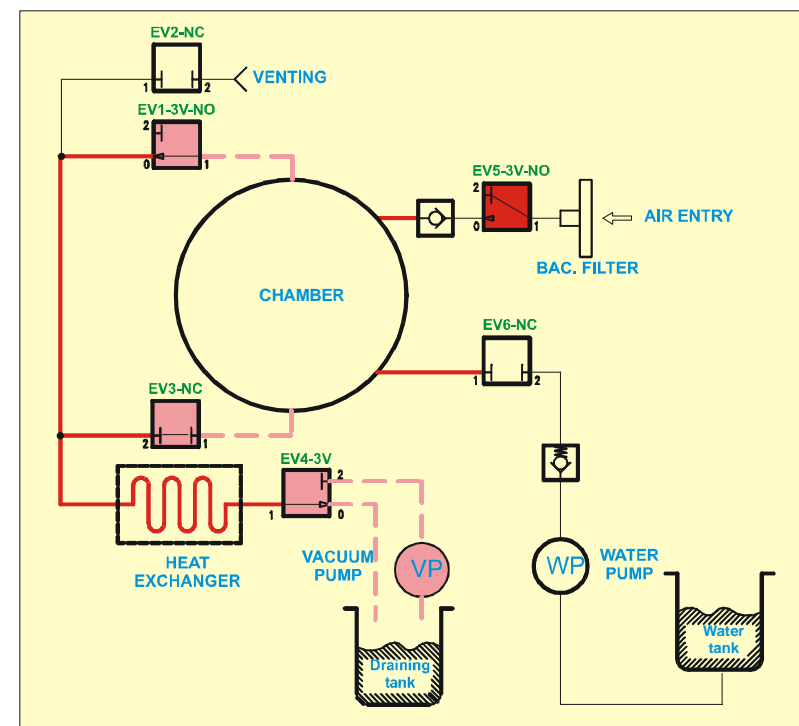 EV2-NC
1 2
VENTING
EV1-3V-NO
2
0 1
EV5-3V-NO
2
0 1
AIR ENTRY
BAC. FILTER
CHAMBER
EV6-NC
1 2
EV3-NC
2 1
EV4-3V
2
1 0
HEAT
EXCHANGER
VACUUM
PUMP
VP
WP
WATER
PUMP
Draining
tank
Water
tank